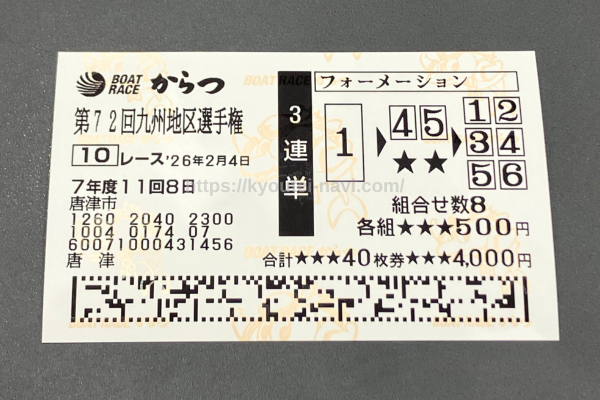 BOAT RACE からつ
第72回九州地区選手権
10 レース '26年2月4日
7年度11回8日
唐津市
1260 2040 2300
1004 0174 07
60071000431456
唐 津
3連単
フォーメーション
1 ▶ 45 ▶ 12
★★ 34
56
組合せ数8
各組★★★500円
合計★★★40枚券★★★4,000円
https://kyoutei-navi.com/